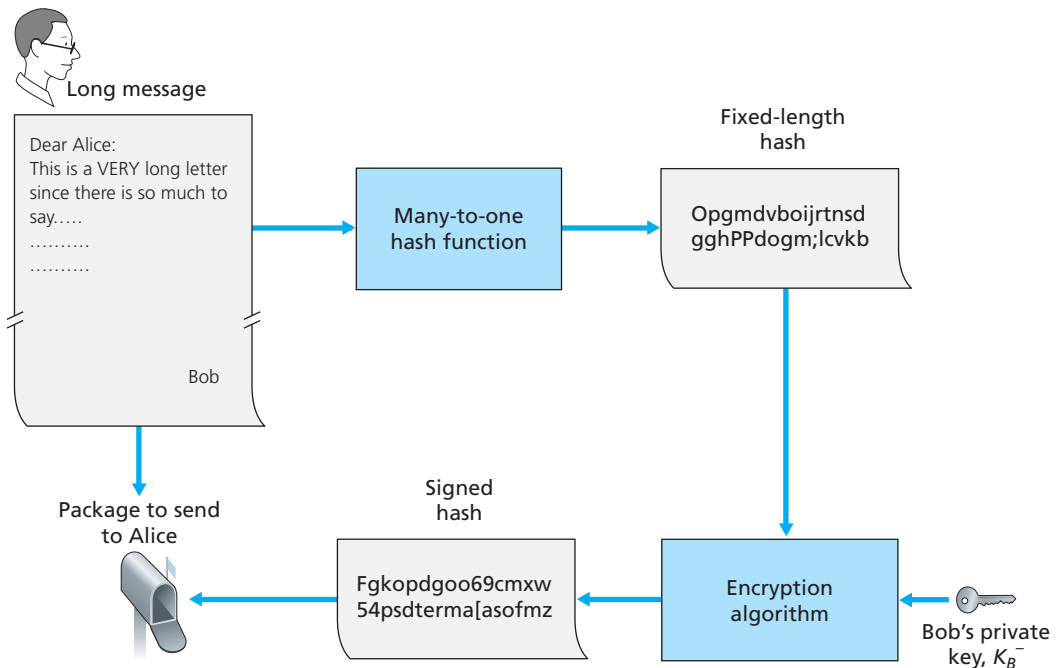 Long message
Dear Alice:
This is a VERY long letter
since there is so much to
say.....
..........
..........
Bob
Many-to-one
hash function
Fixed-length
hash
Opgmdvboijrtnsd
gghPPdogm;lcvkb
Package to send
to Alice
Signed
hash
Fgkopdgoo69cmxw
54psdterma[asofmz
Encryption
algorithm
Bob's private
key, K_B^–